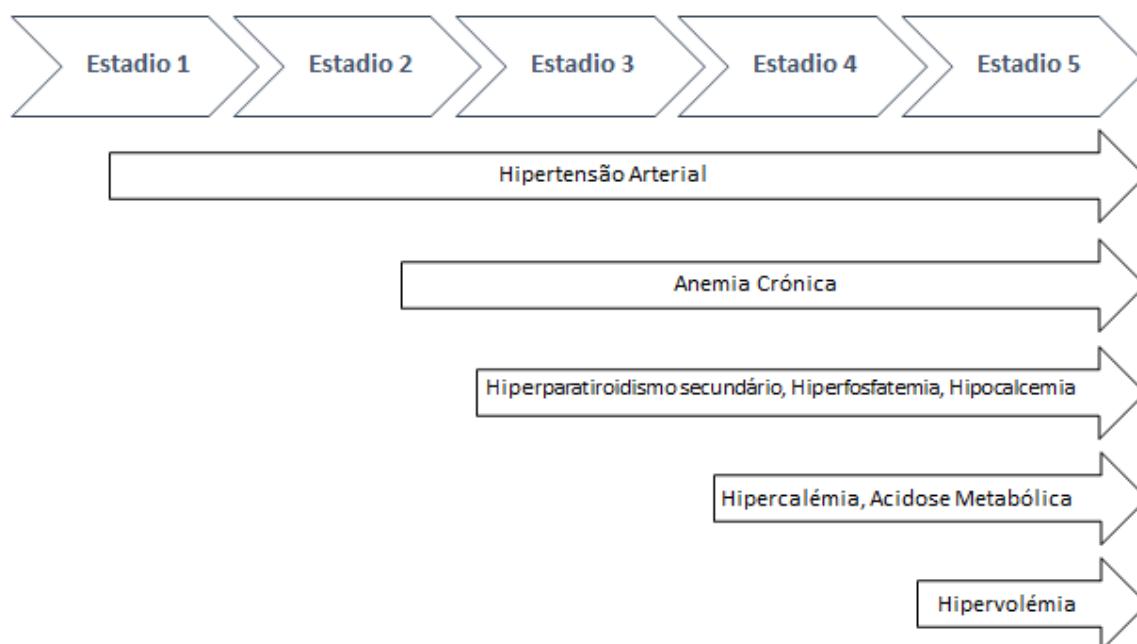 Estadio 1
Estadio 2
Estadio 3
Estadio 4
Estadio 5
Hipertensão Arterial
Anemia Crónica
Hiperparatiroidismo secundário, Hiperfosfatemia, Hipocalcemia
Hipercalémia, Acidose Metabólica
Hipervolémia